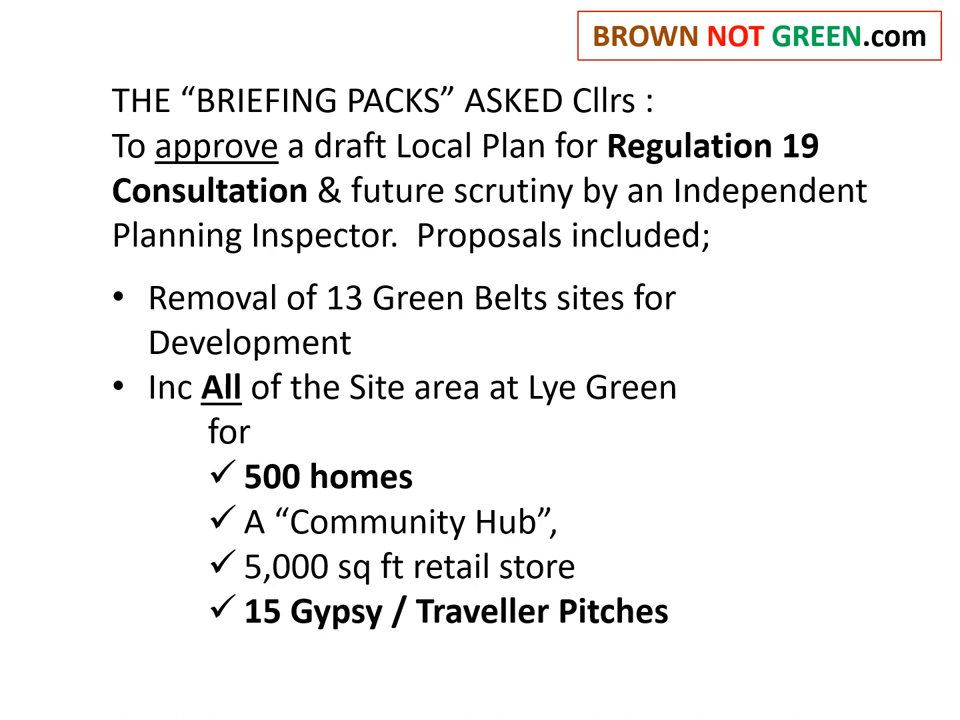 BROWN NOT GREEN.com
THE “BRIEFING PACKS” ASKED Cllrs :
To approve a draft Local Plan for Regulation 19
Consultation & future scrutiny by an Independent
Planning Inspector.  Proposals included;
• Removal of 13 Green Belts sites for
Development
• Inc All of the Site area at Lye Green
for
✓ 500 homes
✓ A “Community Hub”,
✓ 5,000 sq ft retail store
✓ 15 Gypsy / Traveller Pitches